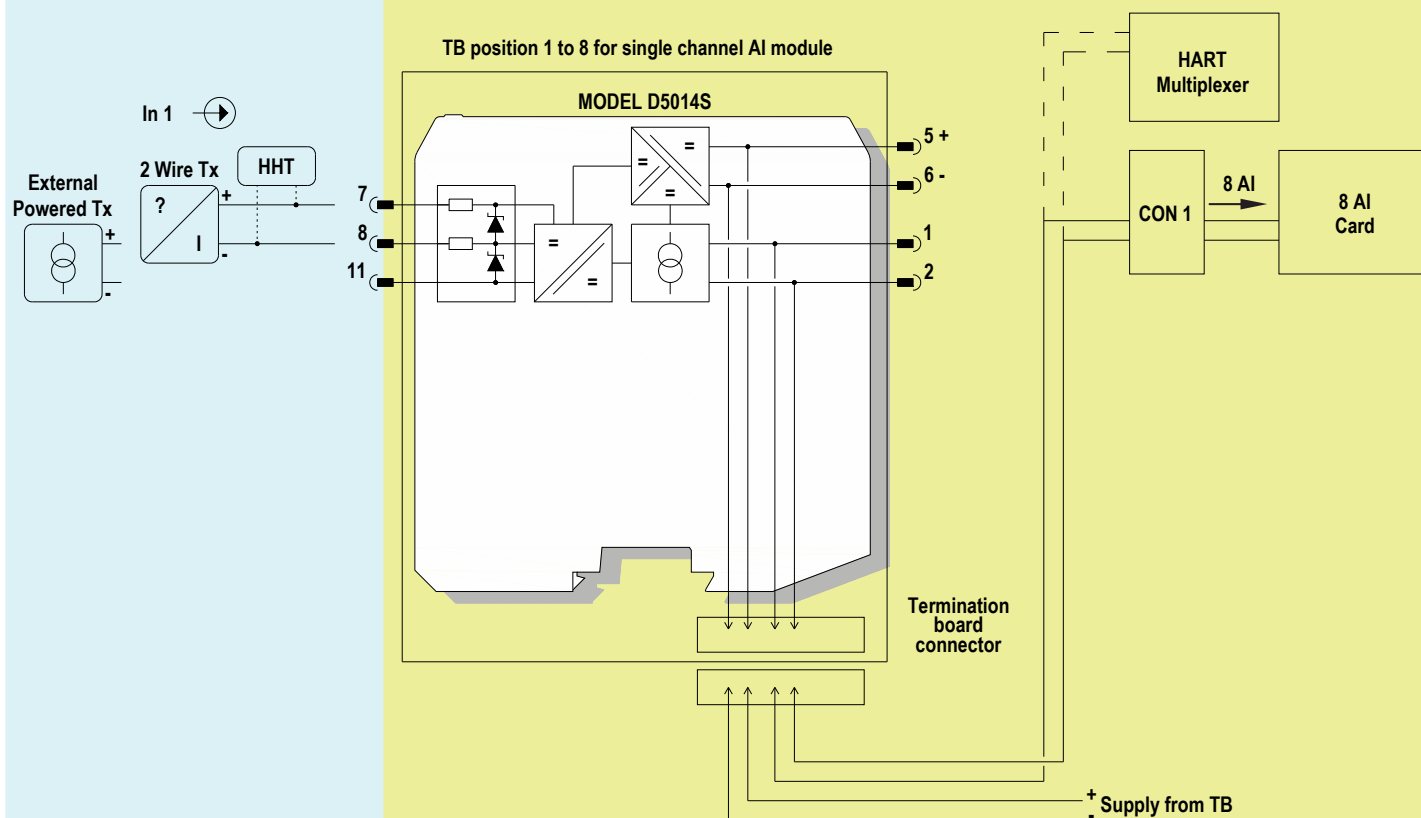 TB position 1 to 8 for single channel AI module
HART
Multiplexer
MODEL D5014S
In 1
5 +
2 Wire Tx
HHT
6 -
8 AI
External
Powered Tx
+
7
?
CON 1
8 AI
Card
+
8
1
I
-
11
2
-
Termination
board
connector
+
Supply from TB
-
=
=
=
=
=